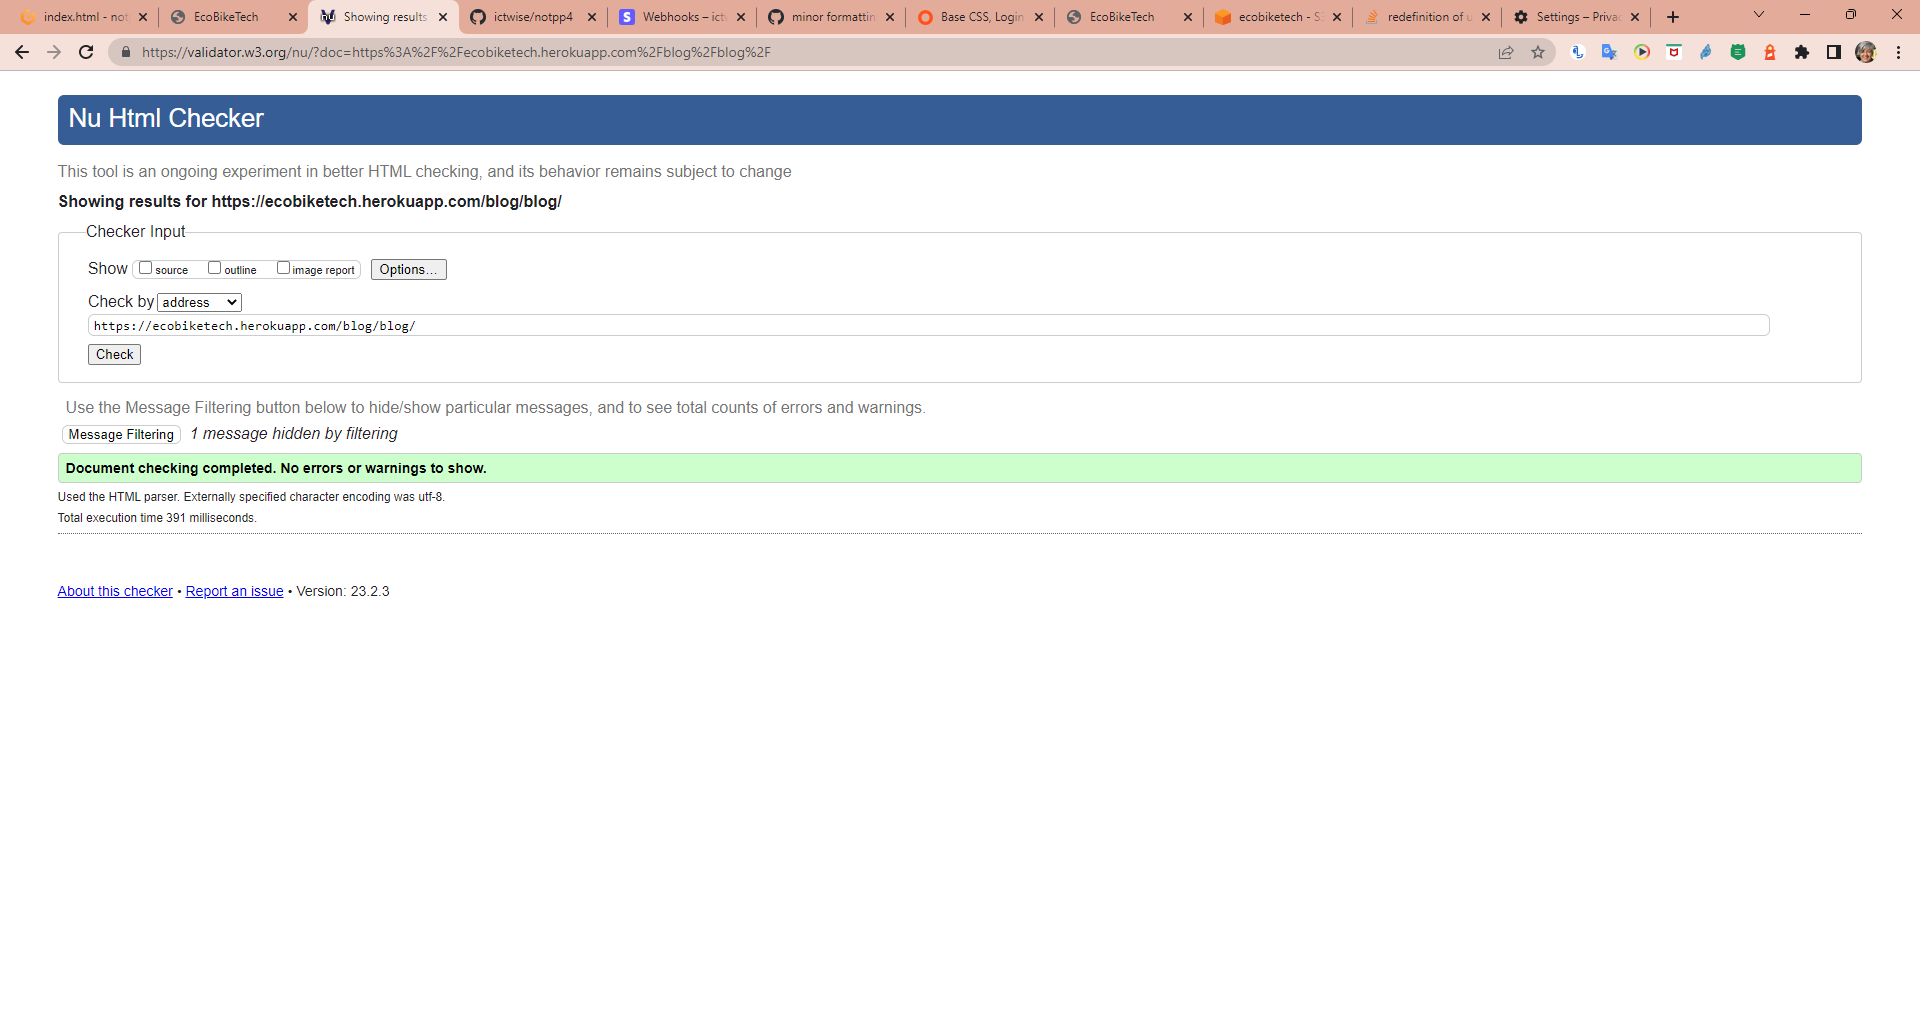 index.html - not
EcoBikeTech
Showing results
ictwise/notpp4
Webhooks – ictw
minor formattin
Base CSS, Login
EcoBikeTech
ecobiketech - S3
redefinition of u
Settings – Privac
https://validator.w3.org/nu/?doc=https%3A%2F%2Fecobiketech.herokuapp.com%2Fblog%2Fblog%2F
Nu Html Checker
This tool is an ongoing experiment in better HTML checking, and its behavior remains subject to change
Showing results for https://ecobiketech.herokuapp.com/blog/blog/
Checker Input
Show source outline image report Options...
Check by address
https://ecobiketech.herokuapp.com/blog/blog/
Check
Use the Message Filtering button below to hide/show particular messages, and to see total counts of errors and warnings.
Message Filtering 1 message hidden by filtering
Document checking completed. No errors or warnings to show.
Used the HTML parser. Externally specified character encoding was utf-8.
Total execution time 391 milliseconds.
About this checker • Report an issue • Version: 23.2.3